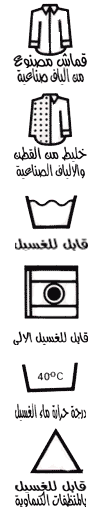 قماش مصنوع
من الياف صناعية
خليط من القطن
والالياف الصناعية
قابل للغسيل
قابل للغسيل الالى
40°C
درجة حرارة ماء الغسيل
قابل للغسيل
بالمنظفات الكيماوية